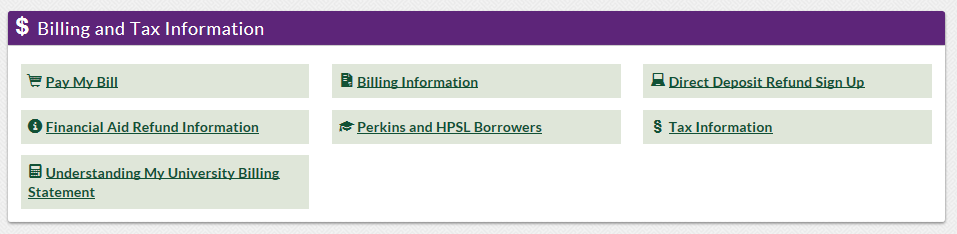 $ Billing and Tax Information
Pay My Bill
Billing Information
Direct Deposit Refund Sign Up
Financial Aid Refund Information
Perkins and HPSL Borrowers
§ Tax Information
Understanding My University Billing
Statement